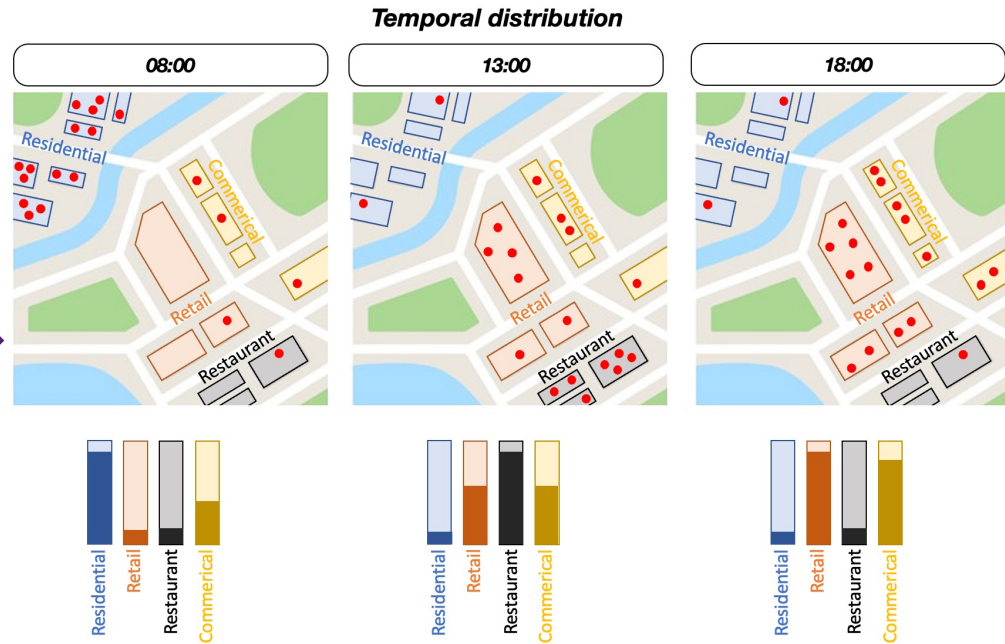 Temporal distribution
08:00
13:00
18:00
Residential
Commerical
Retail
Restaurant
Residential
Commerical
Retail
Restaurant
Residential
Commerical
Retail
Restaurant
Residential
Retail
Restaurant
Commerical
Residential
Retail
Restaurant
Commerical
Residential
Retail
Restaurant
Commerical